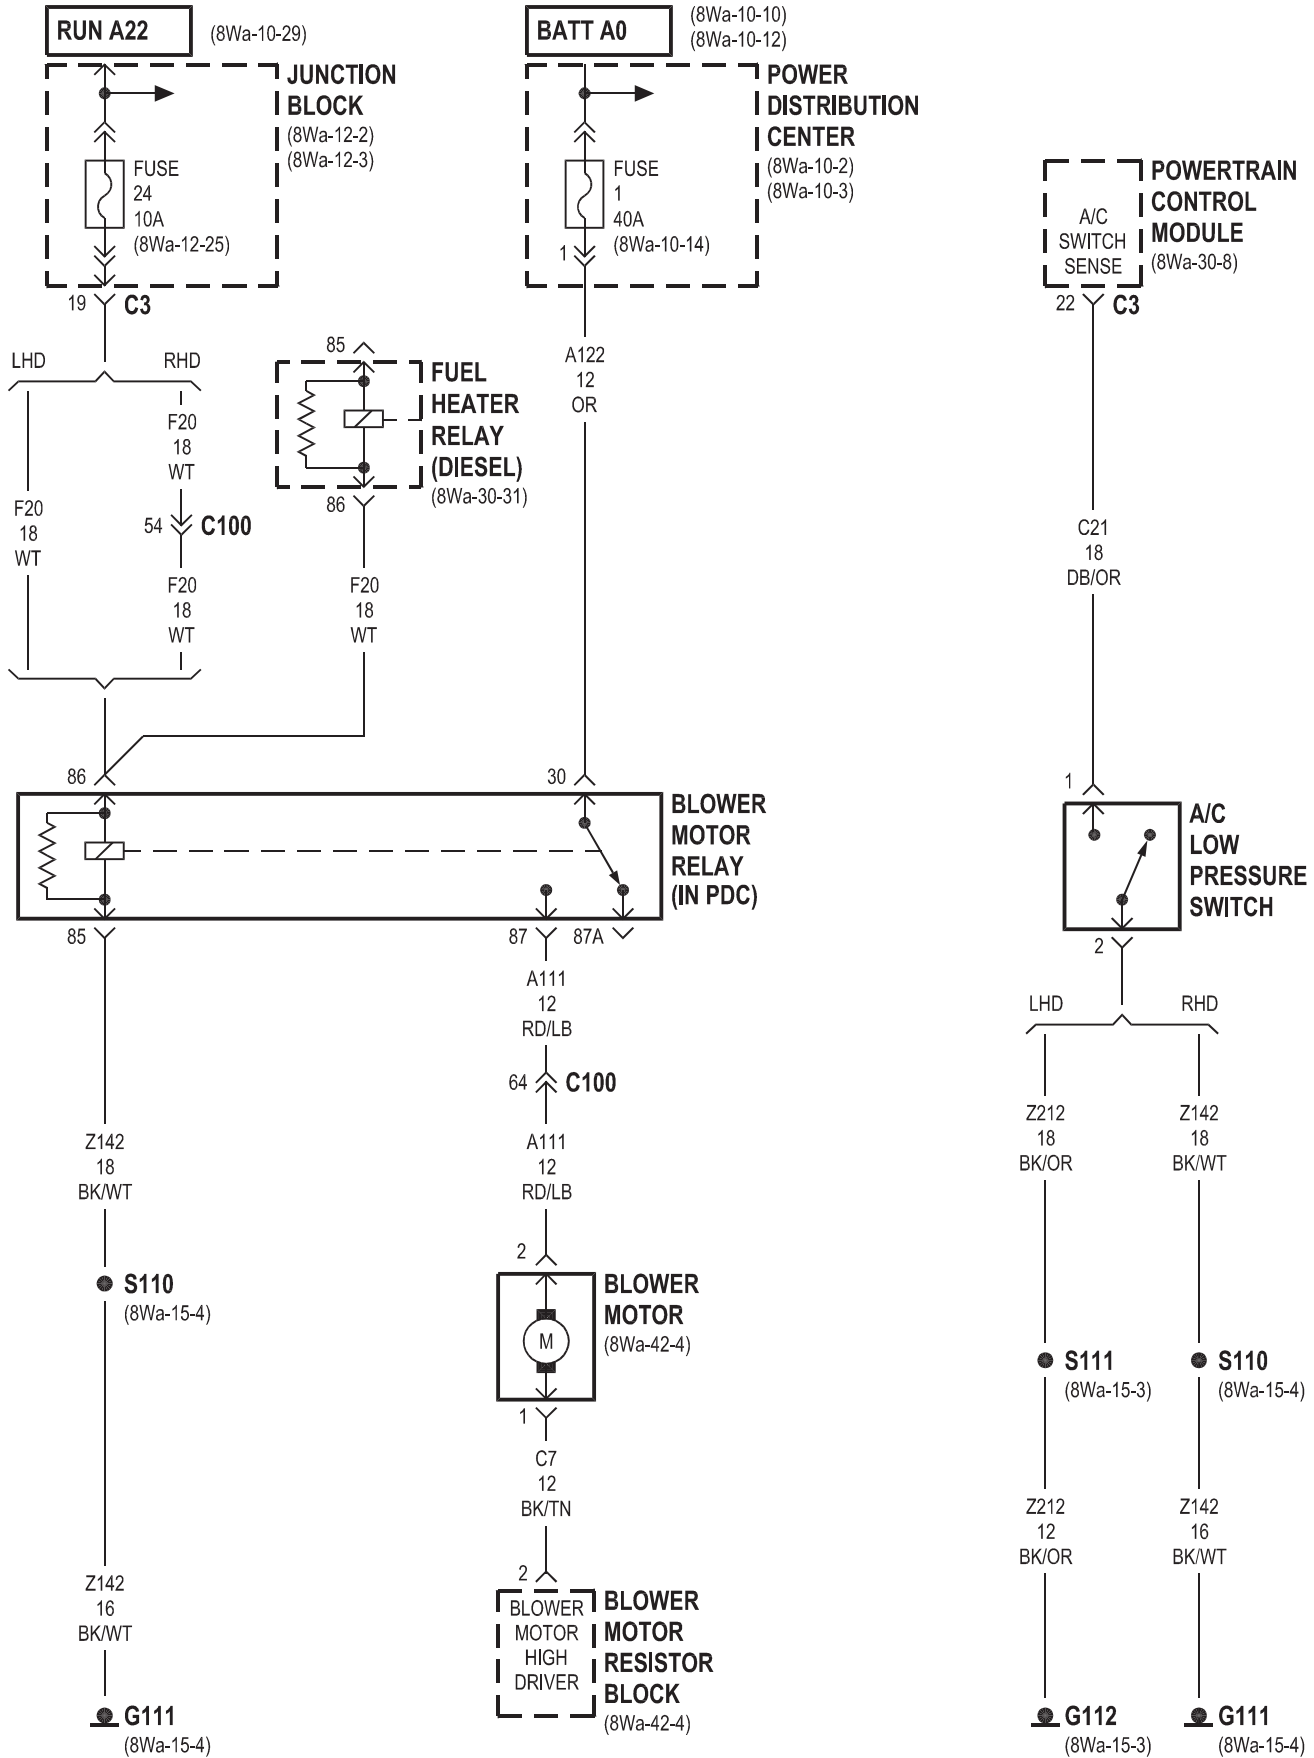 RUN A22
(8Wa-10-29)
JUNCTION
BLOCK
(8Wa-12-2)
(8Wa-12-3)
FUSE
24
10A
(8Wa-12-25)
19
C3
BATT A0
(8Wa-10-10)
(8Wa-10-12)
POWER
DISTRIBUTION
CENTER
(8Wa-10-2)
(8Wa-10-3)
FUSE
1
40A
(8Wa-10-14)
1
POWERTRAIN
CONTROL
MODULE
(8Wa-30-8)
A/C
SWITCH
SENSE
22
C3
LHD
RHD
F20
18
WT
F20
18
WT
54
C100
F20
18
WT
85
FUEL
HEATER
RELAY
(DIESEL)
(8Wa-30-31)
86
F20
18
WT
A122
12
OR
C21
18
DB/OR
86
30
BLOWER
MOTOR
RELAY
(IN PDC)
85
87
87A
1
A/C
LOW
PRESSURE
SWITCH
2
A111
12
RD/LB
64
C100
A111
12
RD/LB
Z142
18
BK/WT
S110
(8Wa-15-4)
Z142
16
BK/WT
G111
(8Wa-15-4)
2
BLOWER
MOTOR
(8Wa-42-4)
M
1
C7
12
BK/TN
2
BLOWER
MOTOR
HIGH
DRIVER
BLOWER
MOTOR
RESISTOR
BLOCK
(8Wa-42-4)
LHD
RHD
Z212
18
BK/OR
Z142
18
BK/WT
S111
(8Wa-15-3)
S110
(8Wa-15-4)
Z212
12
BK/OR
Z142
16
BK/WT
G112
(8Wa-15-3)
G111
(8Wa-15-4)